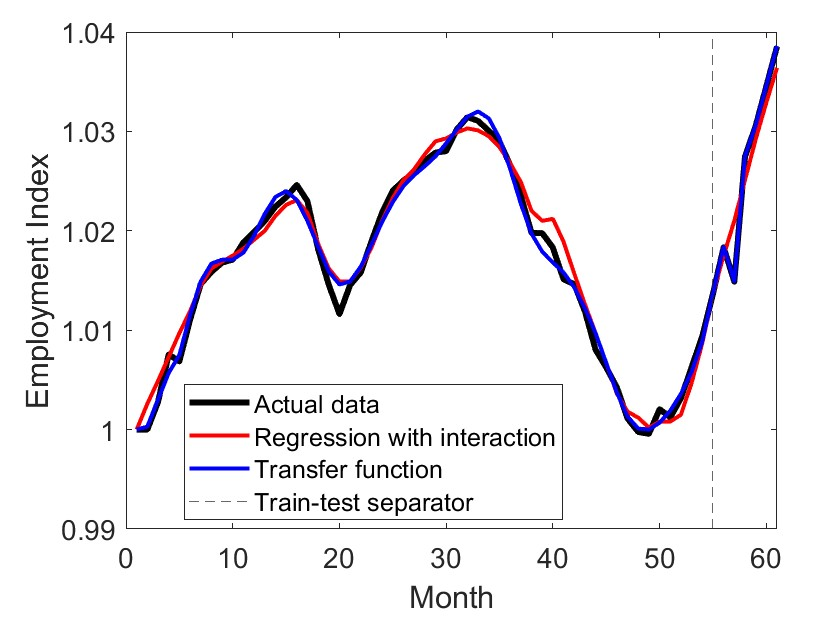 1.04
1.03
1.02
1.01
1
0.99
Employment Index
Actual data
Regression with interaction
Transfer function
Train-test separator
0 10 20 30 40 50 60
Month